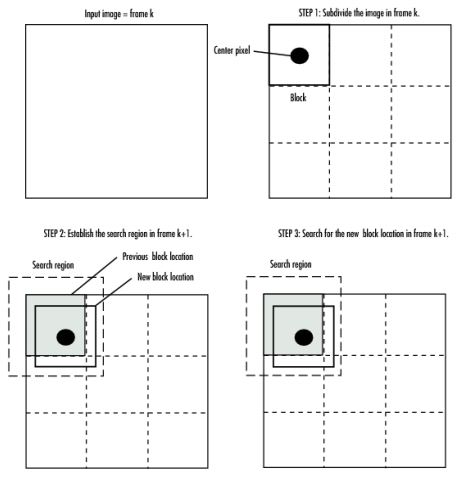 Input image = frame k
STEP 1: Subdivide the image in frame k.
Center pixel
Block
STEP 2: Establish the search region in frame k+1.
Previous block location
Search region
New block location
STEP 3: Search for the new block location in frame k+1.
Search region